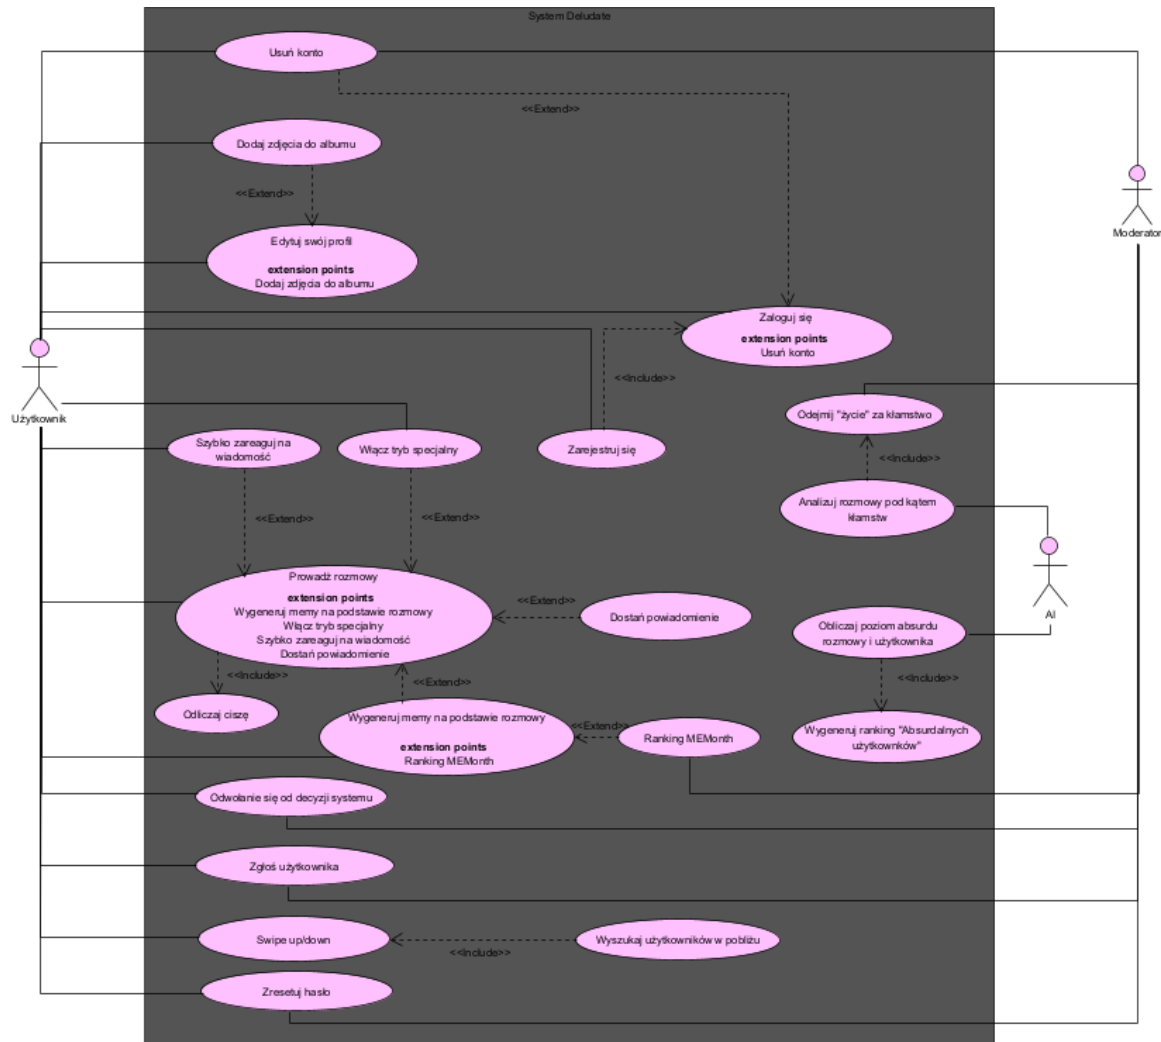 System Deludate
Usuń konto
<<Extend>>
Dodaj zdjęcia do albumu
<<Extend>>
Edytuj swój profil
extension points
Dodaj zdjęcia do albumu
Moderator
Zaloguj się
extension points
Usuń konto
<<Include>>
Użytkownik
Odejmij "życie" za kłamstwo
Szybko zareaguj na
wiadomość
Włącz tryb specjalny
Zarejestruj się
<<Include>>
Analizuj rozmowy pod kątem
kłamstw
<<Extend>>
<<Extend>>
Prowadź rozmowy
extension points
Wygeneruj memy na podstawie rozmowy
Włącz tryb specjalny
Szybko zareaguj na wiadomość
Dostań powiadomienie
<<Extend>>
Dostań powiadomienie
AI
Obliczaj poziom absurdu
rozmowy i użytkownika
<<Include>>
<<Extend>>
<<Include>>
Odliczaj ciszę
Wygeneruj memy na podstawie rozmowy
extension points
Ranking MEMonth
<<Extend>>
Ranking MEMonth
Wygeneruj ranking "Absurdalnych
użytkownków"
Odwołanie się od decyzji systemu
Zgłoś użytkownika
Swipe up/down
<<Include>>
Wyszukaj użytkowników w pobliżu
Zresetuj hasło